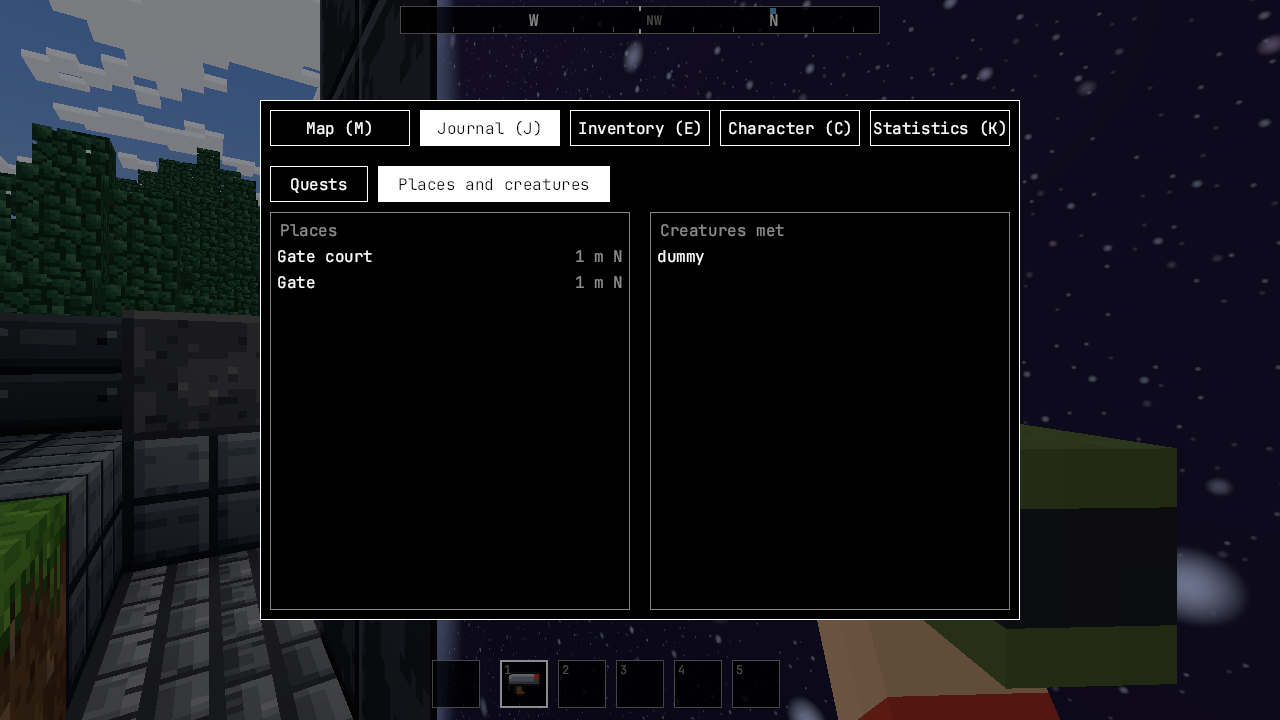 W NW N
Map (M) Journal (J) Inventory (E) Character (C) Statistics (K)
Quests Places and creatures
Places
Gate court 1 m N
Gate 1 m N
Creatures met
dummy
1 2 3 4 5